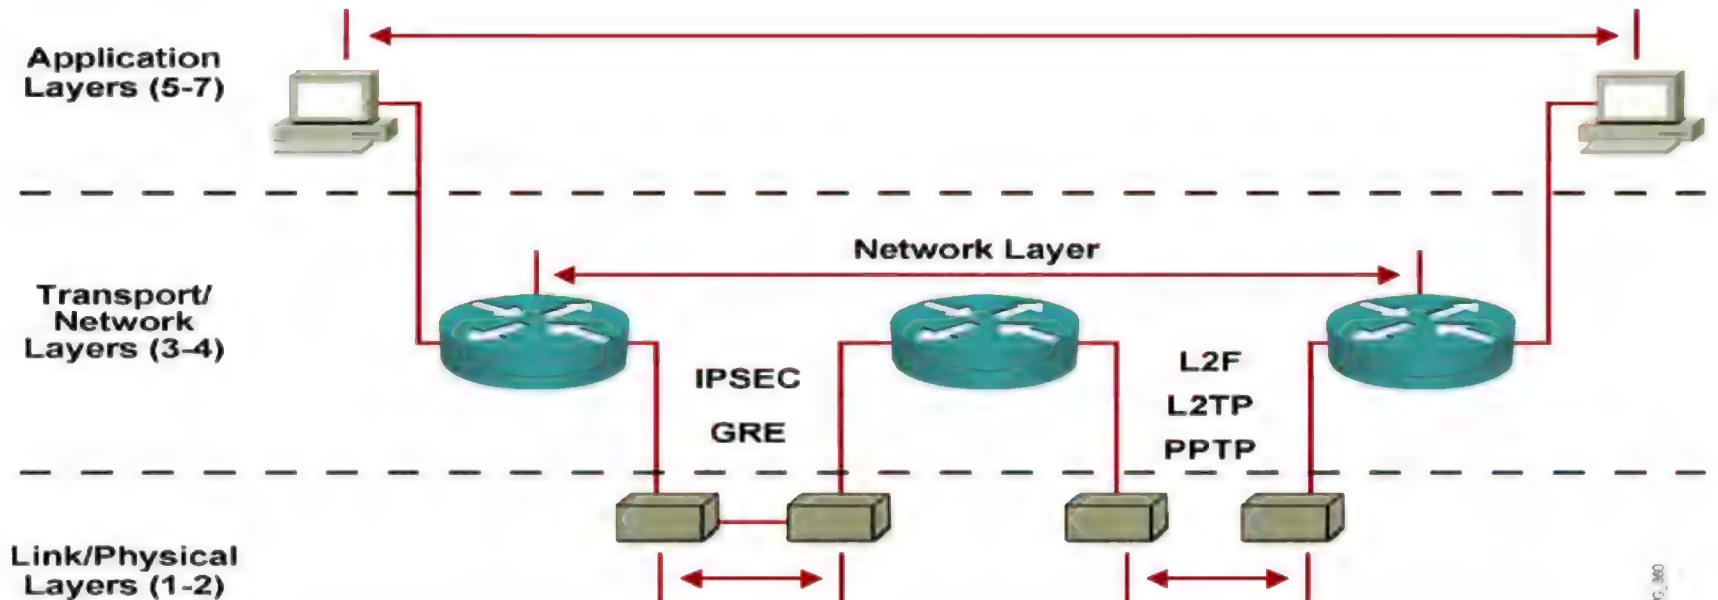 Application
Layers (5-7)
Network Layer
Transport/
Network
Layers (3-4)
IPSEC
GRE
L2F
L2TP
PPTP
Link/Physical
Layers (1-2)